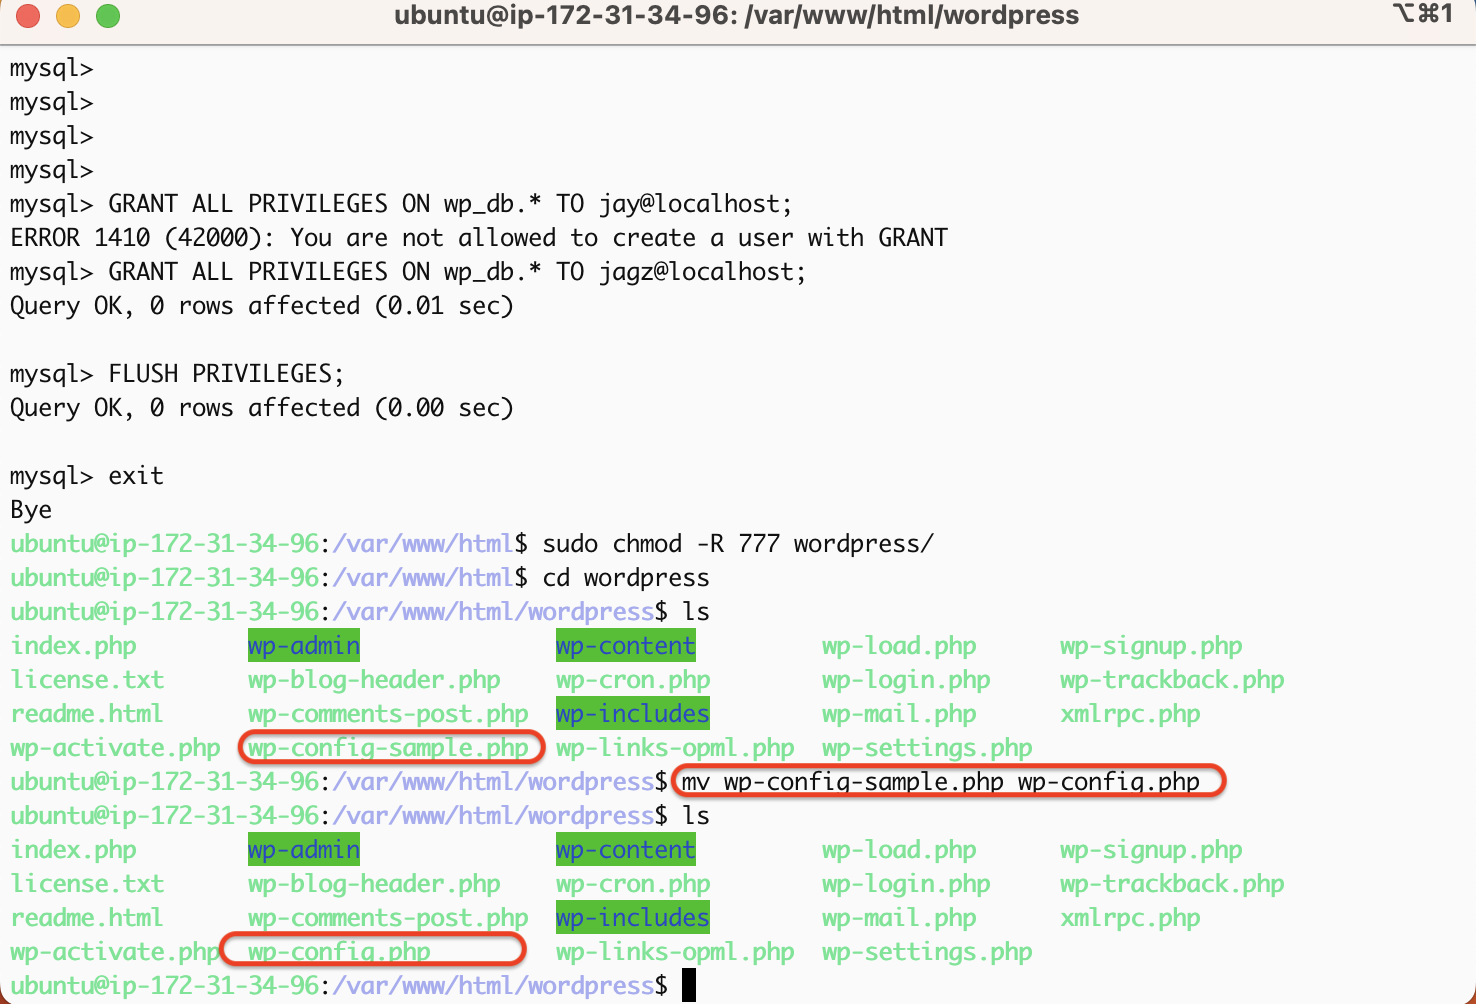 ubuntu@ip-172-31-34-96: /var/www/html/wordpress ⌥⌘1
mysql>
mysql>
mysql>
mysql>
mysql> GRANT ALL PRIVILEGES ON wp_db.* TO jay@localhost;
ERROR 1410 (42000): You are not allowed to create a user with GRANT
mysql> GRANT ALL PRIVILEGES ON wp_db.* TO jagz@localhost;
Query OK, 0 rows affected (0.01 sec)
mysql> FLUSH PRIVILEGES;
Query OK, 0 rows affected (0.00 sec)
mysql> exit
Bye
ubuntu@ip-172-31-34-96:/var/www/html$ sudo chmod -R 777 wordpress/
ubuntu@ip-172-31-34-96:/var/www/html$ cd wordpress
ubuntu@ip-172-31-34-96:/var/www/html/wordpress$ ls
index.php wp-admin wp-content wp-load.php wp-signup.php
license.txt wp-blog-header.php wp-cron.php wp-login.php wp-trackback.php
readme.html wp-comments-post.php wp-includes wp-mail.php xmlrpc.php
wp-activate.php wp-config-sample.php wp-links-opml.php wp-settings.php
ubuntu@ip-172-31-34-96:/var/www/html/wordpress$ mv wp-config-sample.php wp-config.php
ubuntu@ip-172-31-34-96:/var/www/html/wordpress$ ls
index.php wp-admin wp-content wp-load.php wp-signup.php
license.txt wp-blog-header.php wp-cron.php wp-login.php wp-trackback.php
readme.html wp-comments-post.php wp-includes wp-mail.php xmlrpc.php
wp-activate.php wp-config.php wp-links-opml.php wp-settings.php
ubuntu@ip-172-31-34-96:/var/www/html/wordpress$